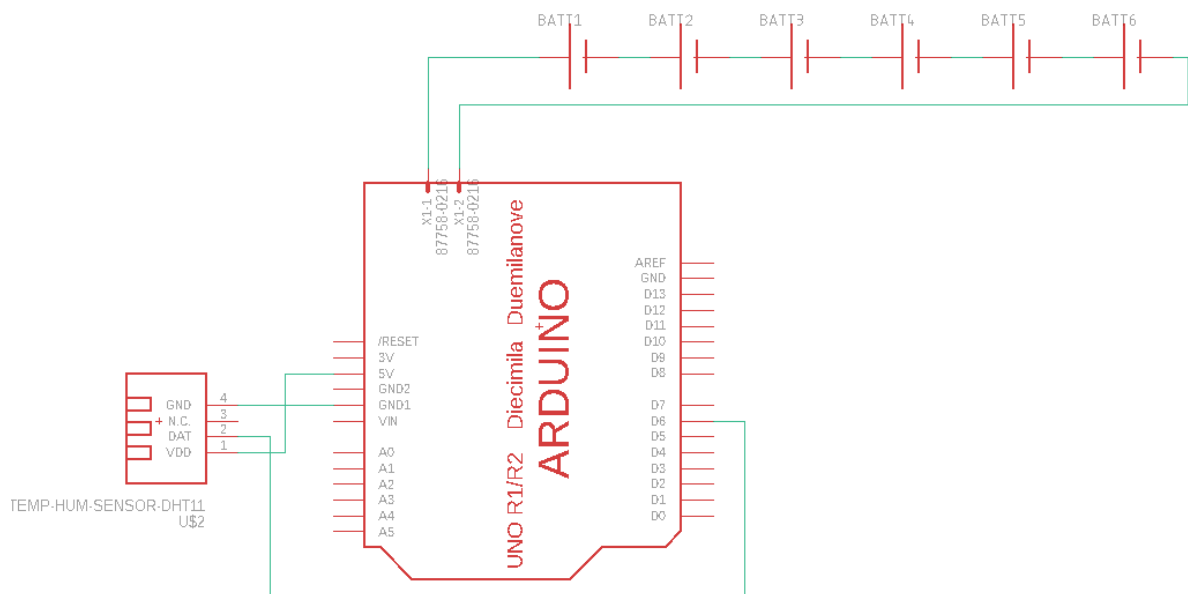 BATT1
BATT2
BATT3
BATT4
BATT5
BATT6
X1-1
87758-0216
X1-2
87758-0216
UNO R1/R2 Diecimila Duemilanove
ARDUINO
AREF
GND
D13
D12
D11
D10
D9
D8
D7
D6
D5
D4
D3
D2
D1
D0
/RESET
3V
5V
GND2
GND1
VIN
A0
A1
A2
A3
A4
A5
GND 4
N.C. 3
DAT 2
VDD 1
TEMP-HUM-SENSOR-DHT11
U$2